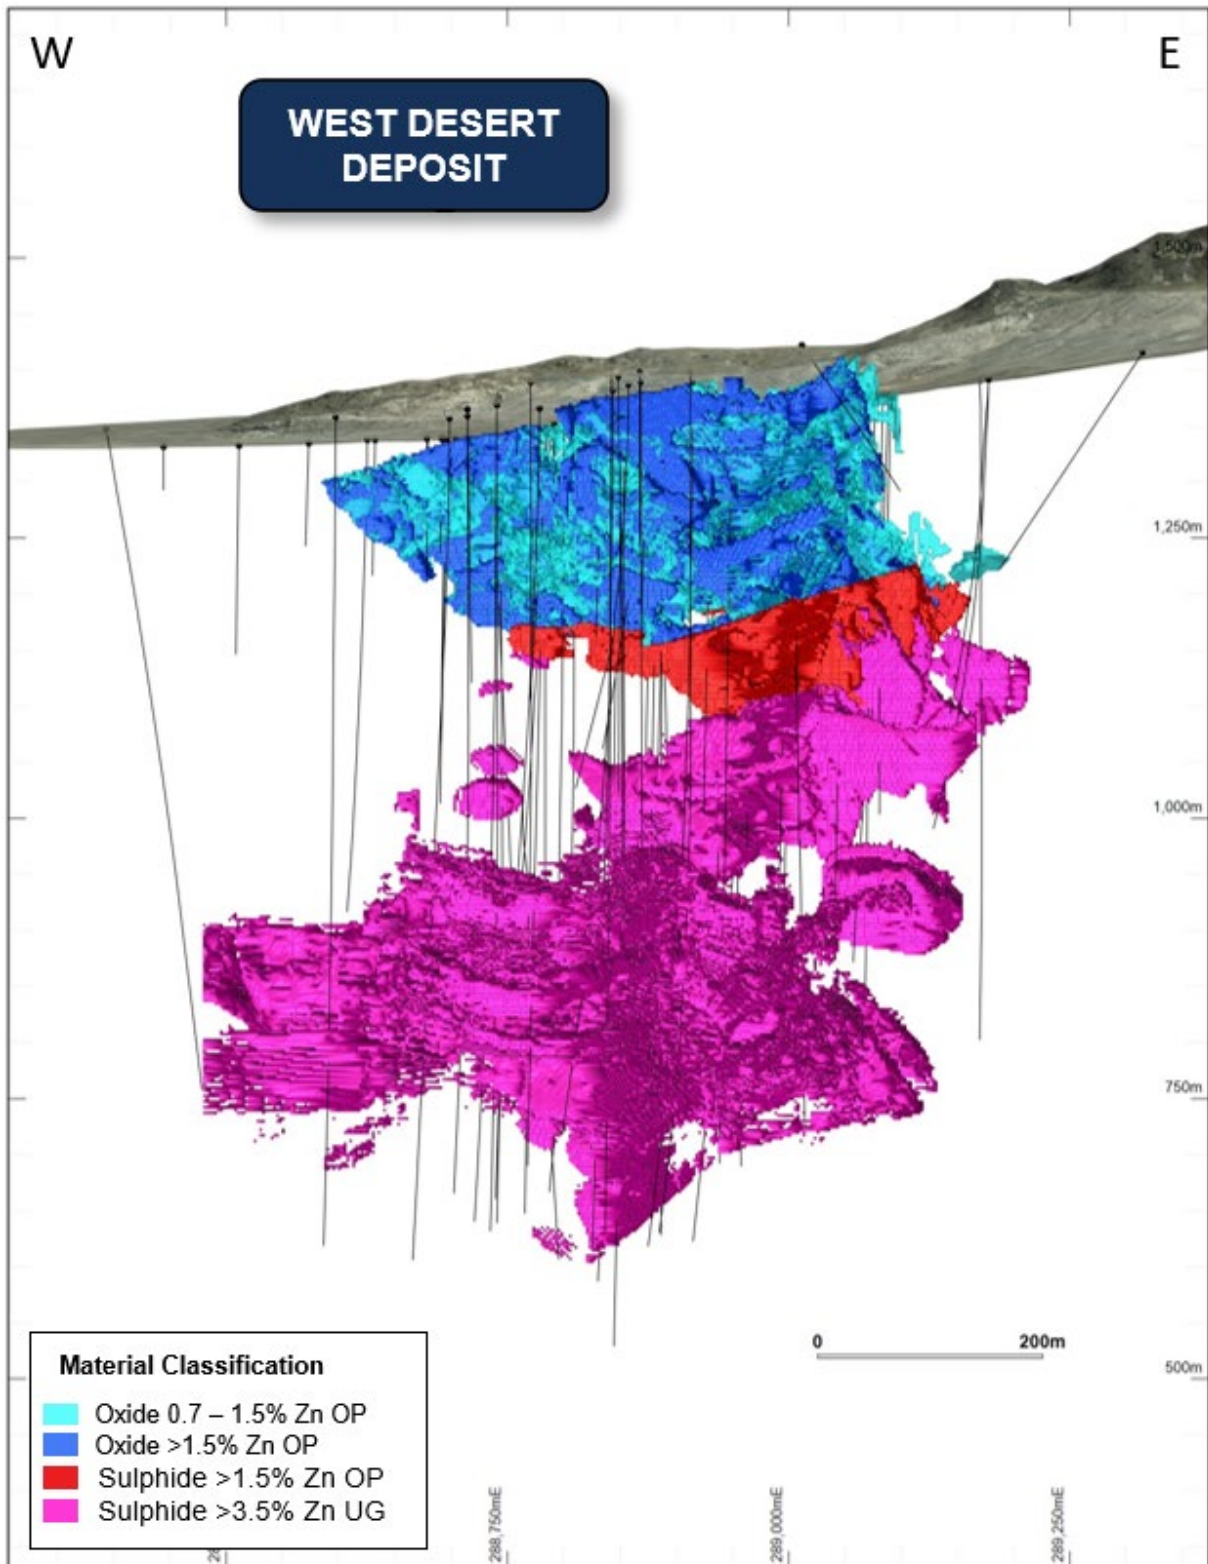 W
E
WEST DESERT
DEPOSIT
1,500m
1,250m
1,000m
750m
0
200m
500m
Material Classification
Oxide 0.7 – 1.5% Zn OP
Oxide >1.5% Zn OP
Sulphide >1.5% Zn OP
Sulphide >3.5% Zn UG
288,750mE
289,000mE
289,250mE